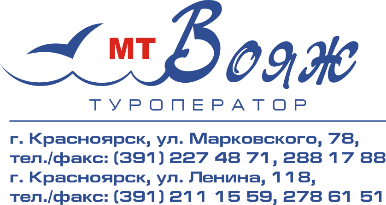 МТ Вояж
ТУРОПЕРАТОР
г. Красноярск, ул. Марковского, 78,
тел./факс: (391) 227 48 71, 288 17 88
г. Красноярск, ул. Ленина, 118,
тел./факс: (391) 211 15 59, 278 61 51